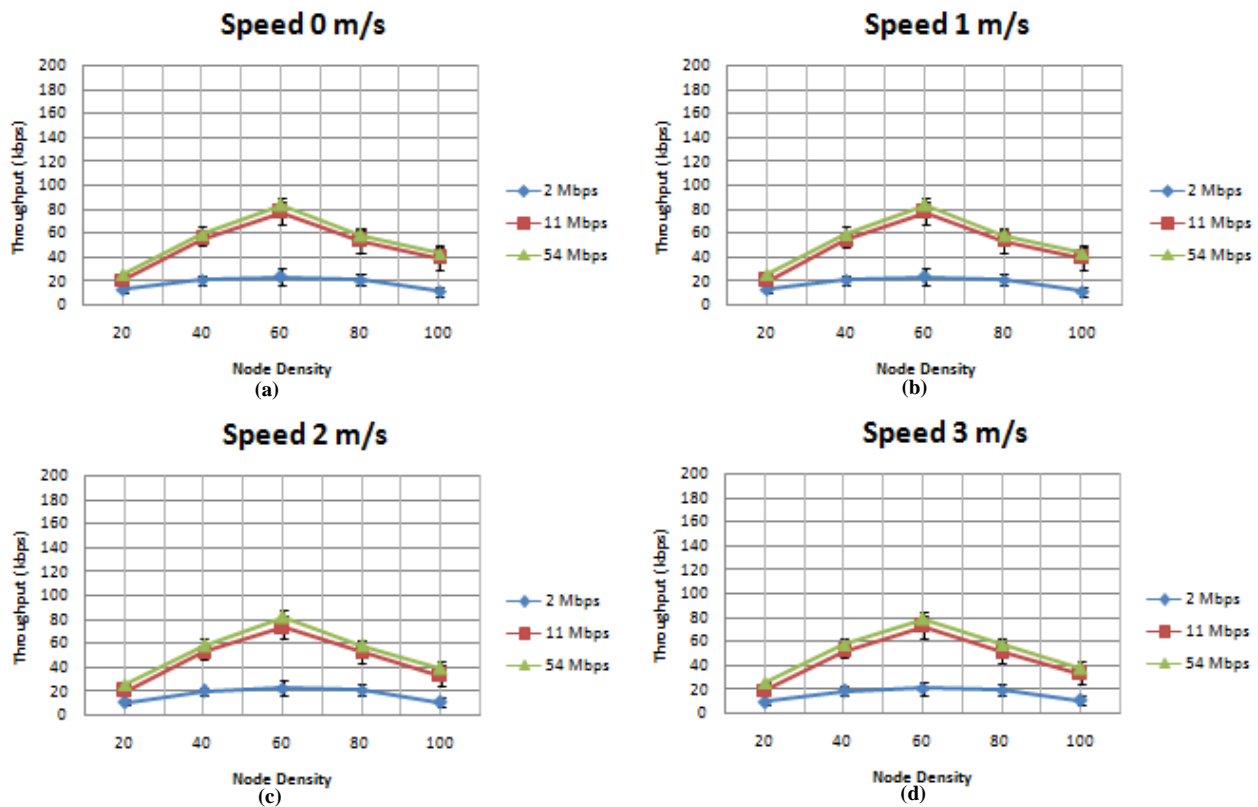 Speed 0 m/s
Throughput (kbps)
200
180
160
140
120
100
80
60
40
20
0
20 40 60 80 100
Node Density
2 Mbps
11 Mbps
54 Mbps
(a)
Speed 1 m/s
Throughput (kbps)
200
180
160
140
120
100
80
60
40
20
0
20 40 60 80 100
Node Density
2 Mbps
11 Mbps
54 Mbps
(b)
Speed 2 m/s
Throughput (kbps)
200
180
160
140
120
100
80
60
40
20
0
20 40 60 80 100
Node Density
2 Mbps
11 Mbps
54 Mbps
(c)
Speed 3 m/s
Throughput (kbps)
200
180
160
140
120
100
80
60
40
20
0
20 40 60 80 100
Node Density
2 Mbps
11 Mbps
54 Mbps
(d)